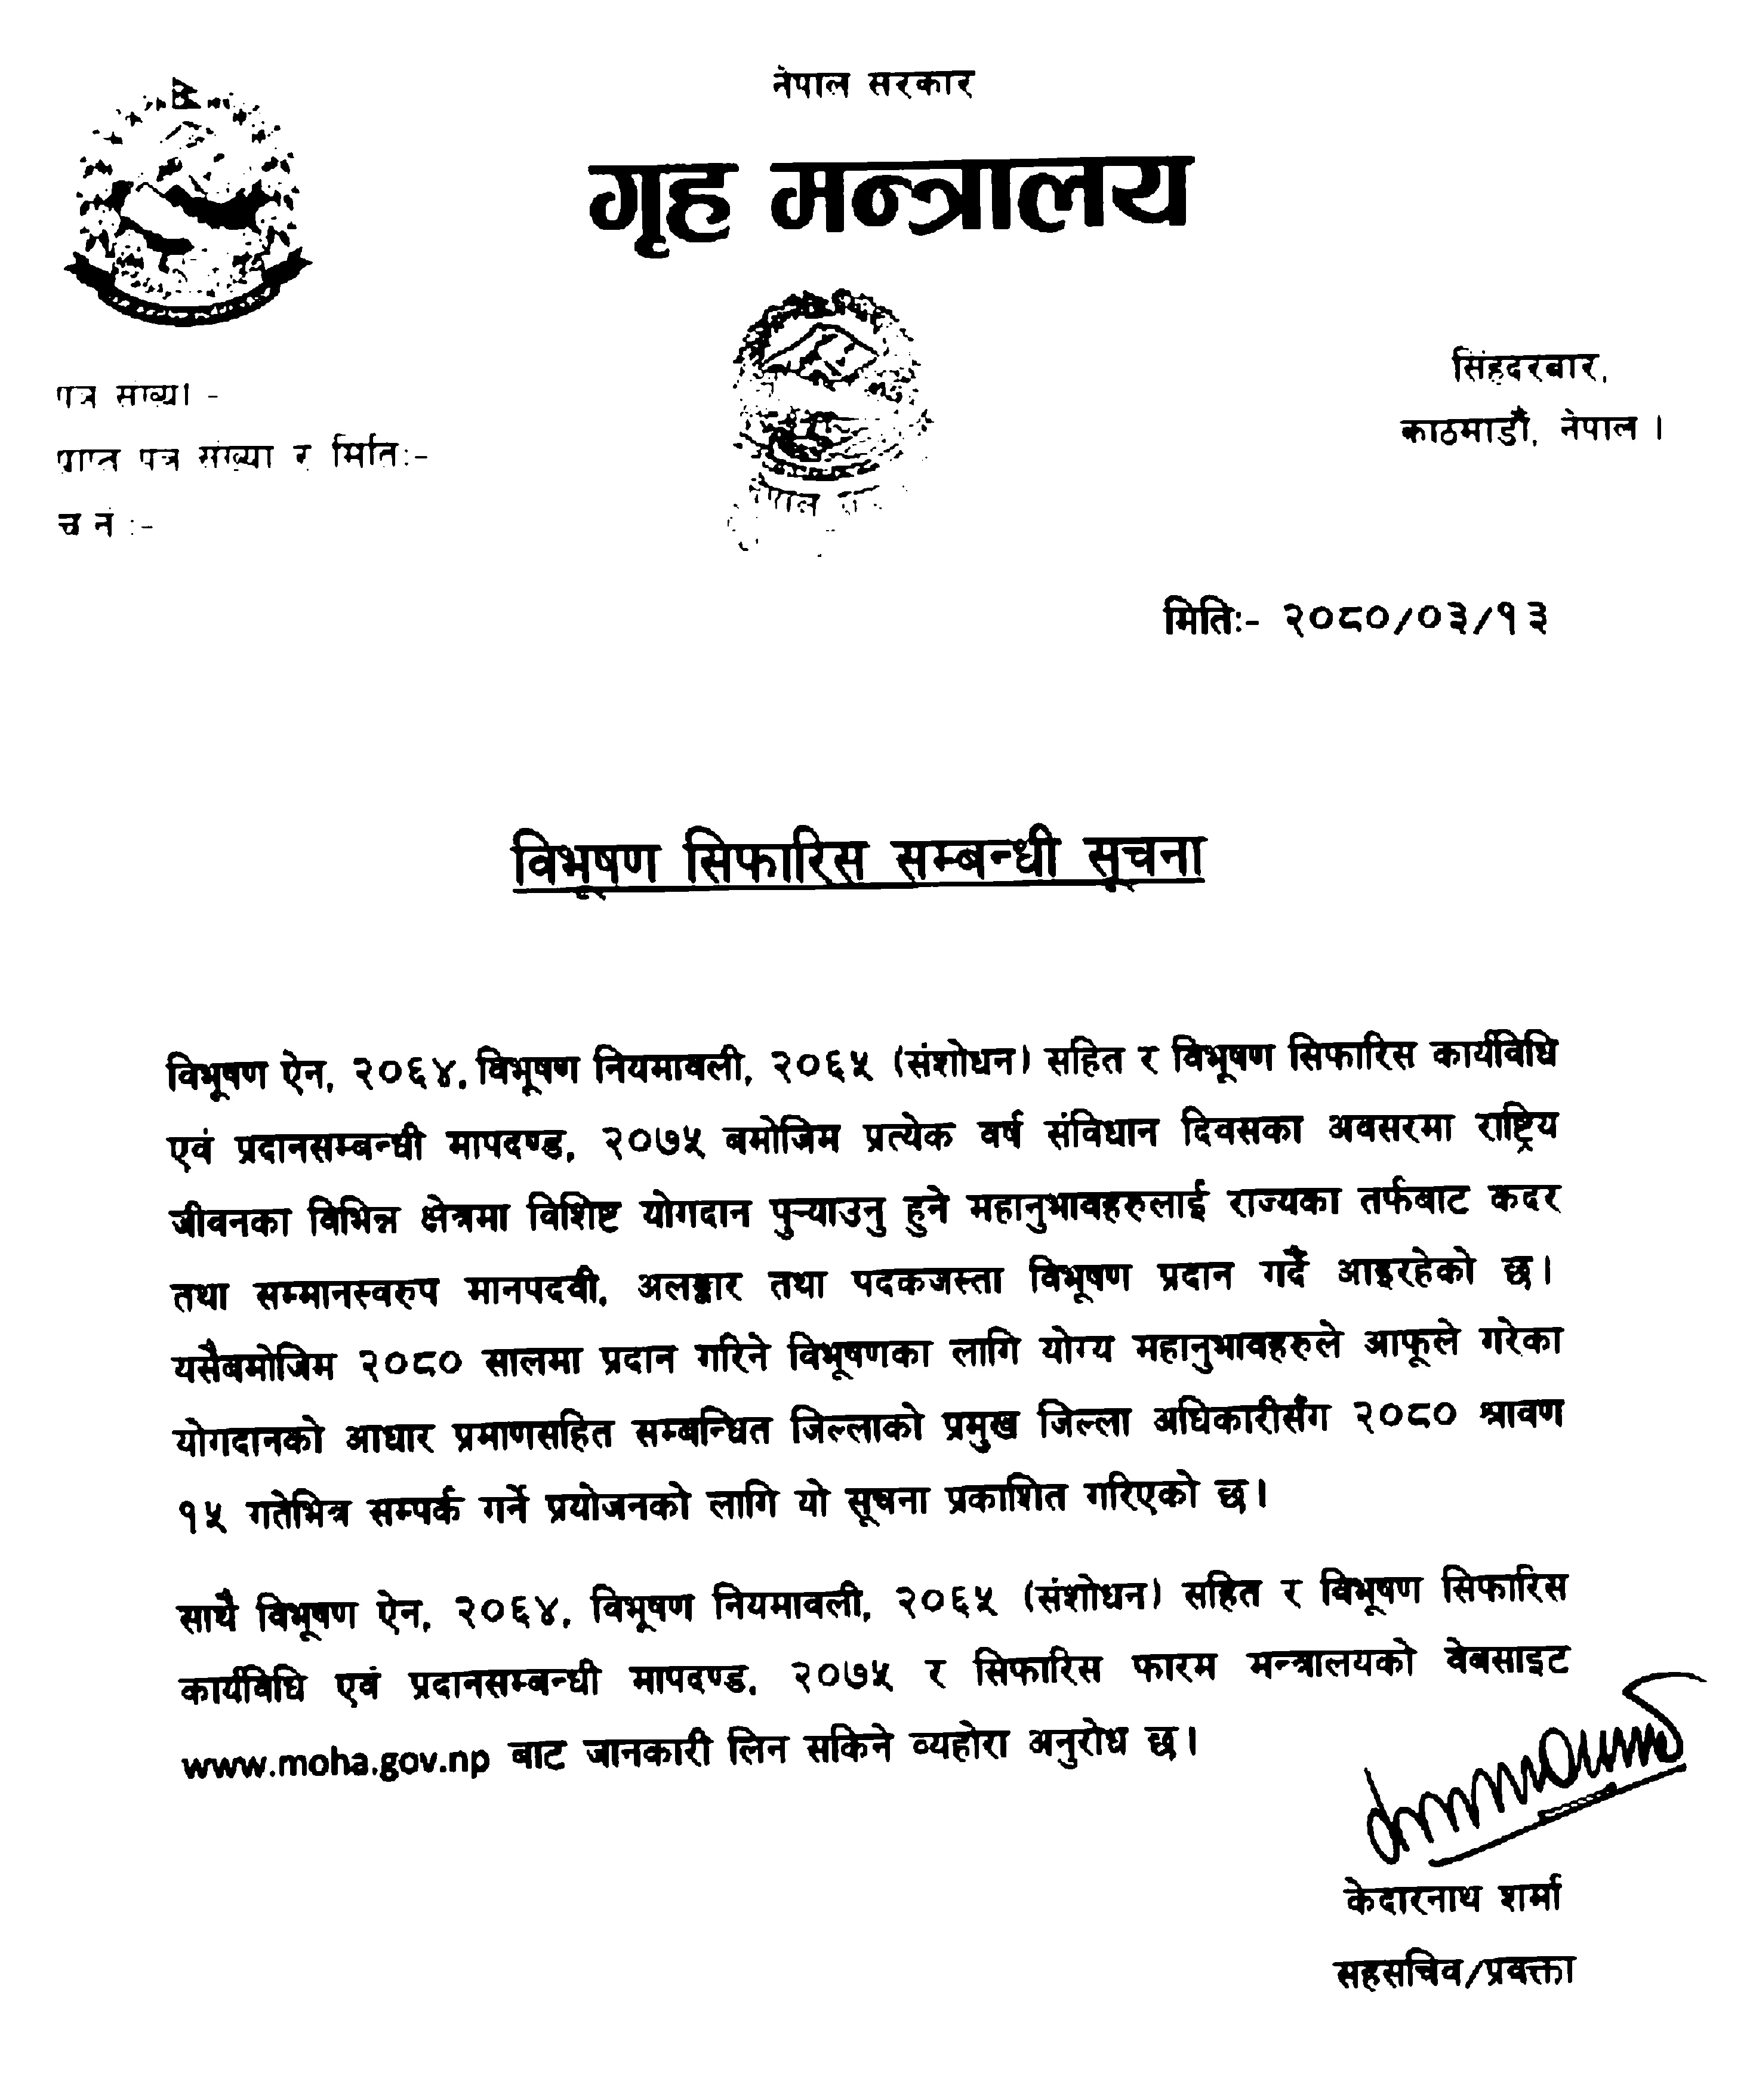 नेपाल सरकार
गृह मन्त्रालय
सिंहदरबार,
काठमाडौं, नेपाल ।
पत्र संख्या -
प्राप्त पत्र संख्या र मितिः-
च नं :-
नेपाल
मितिः- २०८०/०३/१३
विभूषण सिफारिस सम्बन्धी सूचना
विभूषण ऐन, २०६४, विभूषण नियमावली, २०६५ (संशोधन) सहित र विभूषण सिफारिस कार्यविधि
एवं प्रदानसम्बन्धी मापदण्ड, २०७५ बमोजिम प्रत्येक वर्ष संविधान दिवसका अवसरमा राष्ट्रिय
जीवनका विभिन्न क्षेत्रमा विशिष्ट योगदान पुर्‍याउनु हुने महानुभावहरुलाई राज्यका तर्फबाट कदर
तथा सम्मानस्वरुप मानपदवी, अलङ्कार तथा पदकजस्ता विभूषण प्रदान गर्दै आइरहेको छ।
यसैबमोजिम २०८० सालमा प्रदान गरिने विभूषणका लागि योग्य महानुभावहरुले आफूले गरेका
योगदानको आधार प्रमाणसहित सम्बन्धित जिल्लाको प्रमुख जिल्ला अधिकारीसँग २०८० श्रावण
१५ गतेभित्र सम्पर्क गर्ने प्रयोजनको लागि यो सूचना प्रकाशित गरिएको छ।
साथै विभूषण ऐन, २०६४, विभूषण नियमावली, २०६५ (संशोधन) सहित र विभूषण सिफारिस
कार्यविधि एवं प्रदानसम्बन्धी मापदण्ड, २०७५ र सिफारिस फारम मन्त्रालयको वेबसाइट
www.moha.gov.np बाट जानकारी लिन सकिने व्यहोरा अनुरोध छ।
केदारनाथ शर्मा
सहसचिव/प्रवक्ता